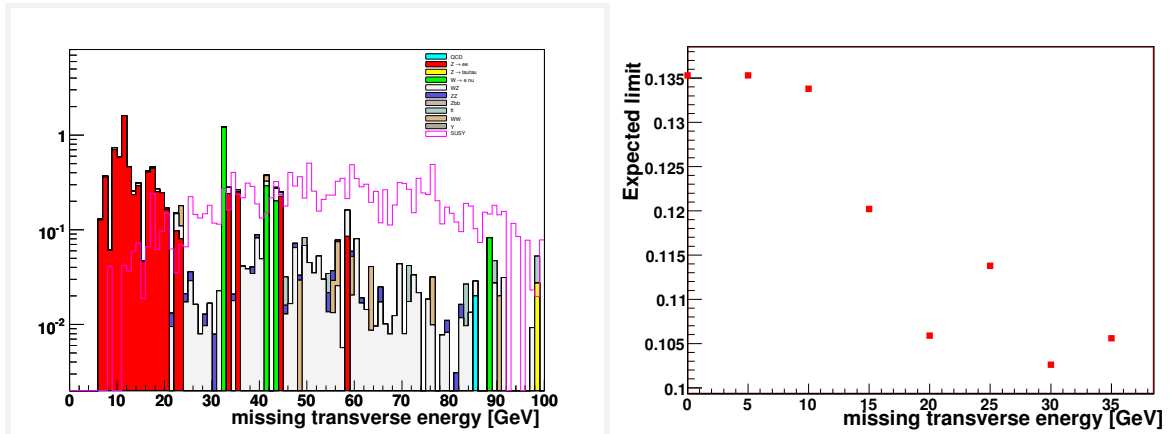 QCD
Z → ee
Z → tautau
W → e nu
WZ
ZZ
Zbb
tt
WW
Y
SUSY
1
10-1
10-2
0 10 20 30 40 50 60 70 80 90 100
missing transverse energy [GeV]
Expected limit
0.135
0.13
0.125
0.12
0.115
0.11
0.105
0.1
0 5 10 15 20 25 30 35
missing transverse energy [GeV]